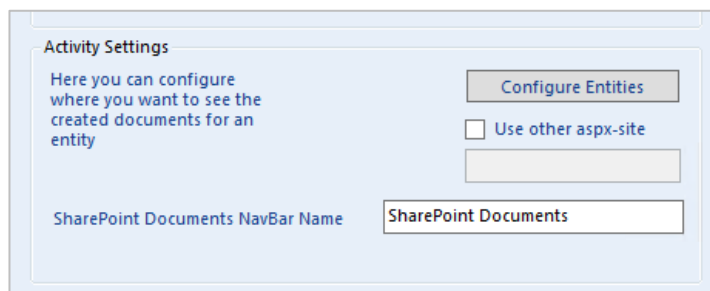 Activity Settings
Here you can configure
where you want to see the
created documents for an
entity
Configure Entities
Use other aspx-site
SharePoint Documents NavBar Name
SharePoint Documents